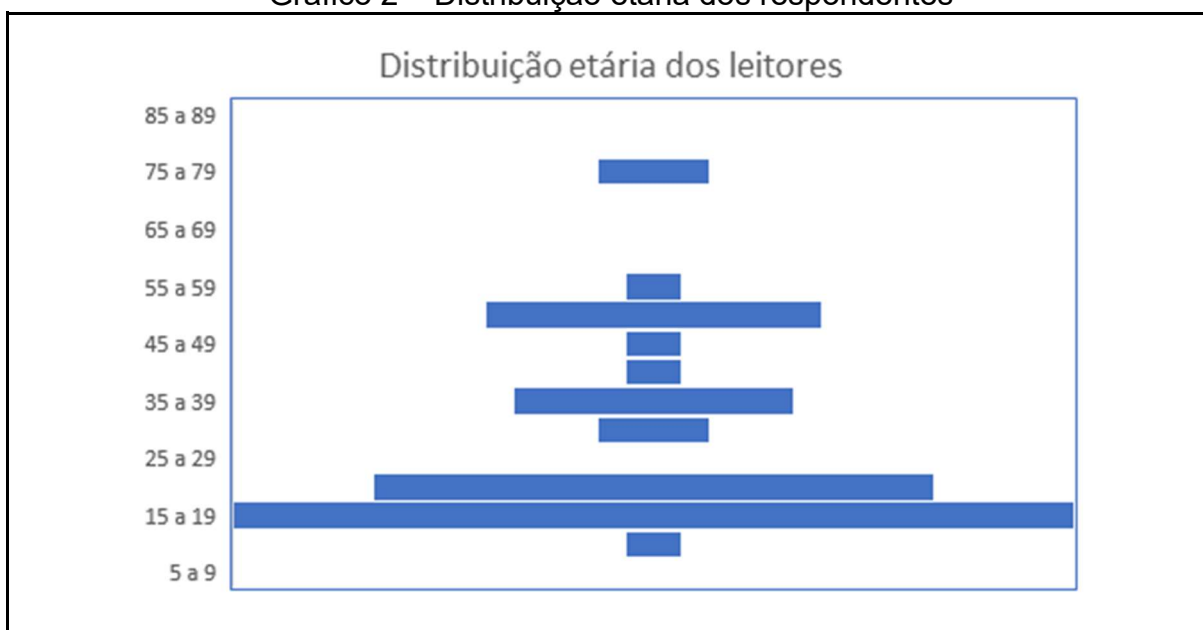 Gráfico 2 – Distribuição etária dos respondentes
Distribuição etária dos leitores
85 a 89
75 a 79
65 a 69
55 a 59
45 a 49
35 a 39
25 a 29
15 a 19
5 a 9